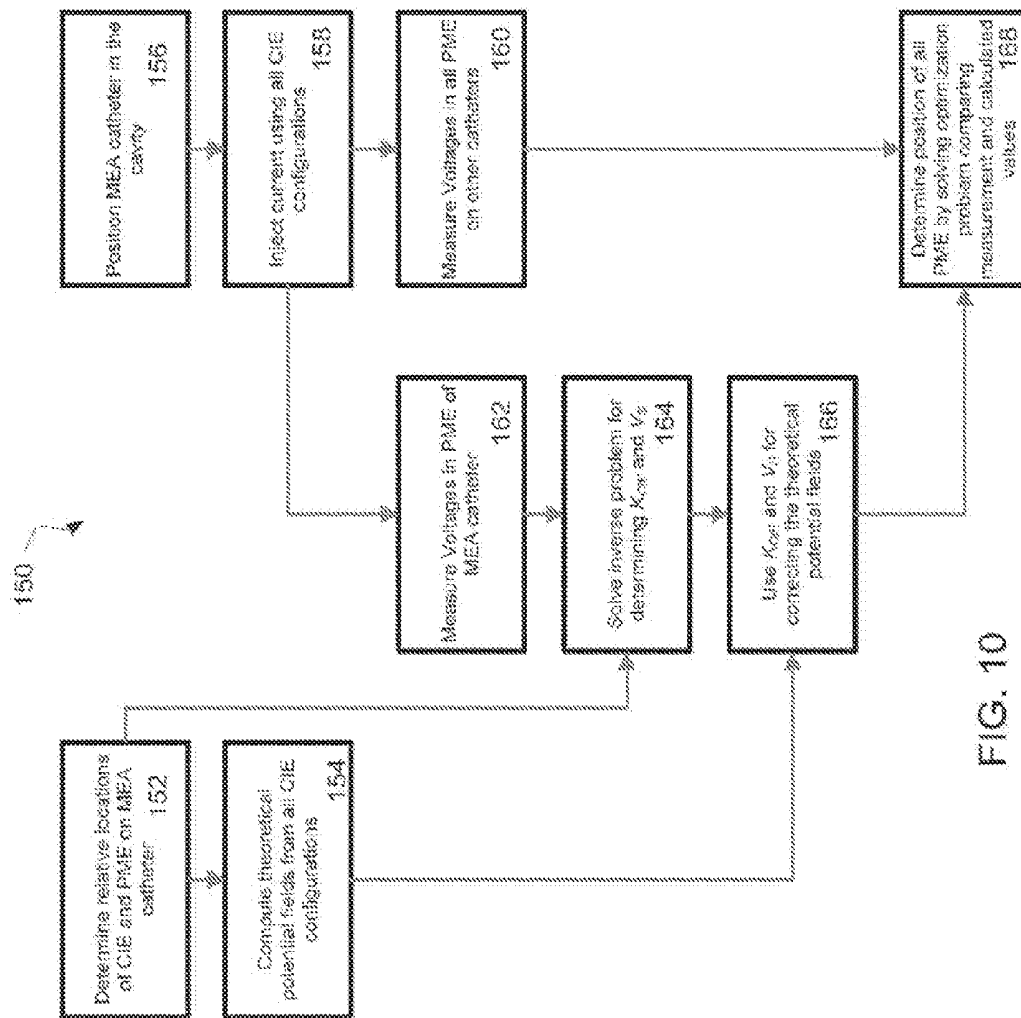 150
Determine relative locations
of CIE and PME on MEA
catheter 152
Compute theoretical
potential fields from all CIE
configurations
154
Position MEA catheter in the
cavity
156
Inject current using all CIE
configurations
158
Measure Voltages in all PME
on other catheters
160
Measure Voltages in PME of
MEA catheter
162
Solve inverse problem for
determining and
164
Use and for
correcting the theoretical
potential fields
166
Determine position of all
PME by solving optimization
problem comparing
measurement and calculated
values 168
FIG. 10